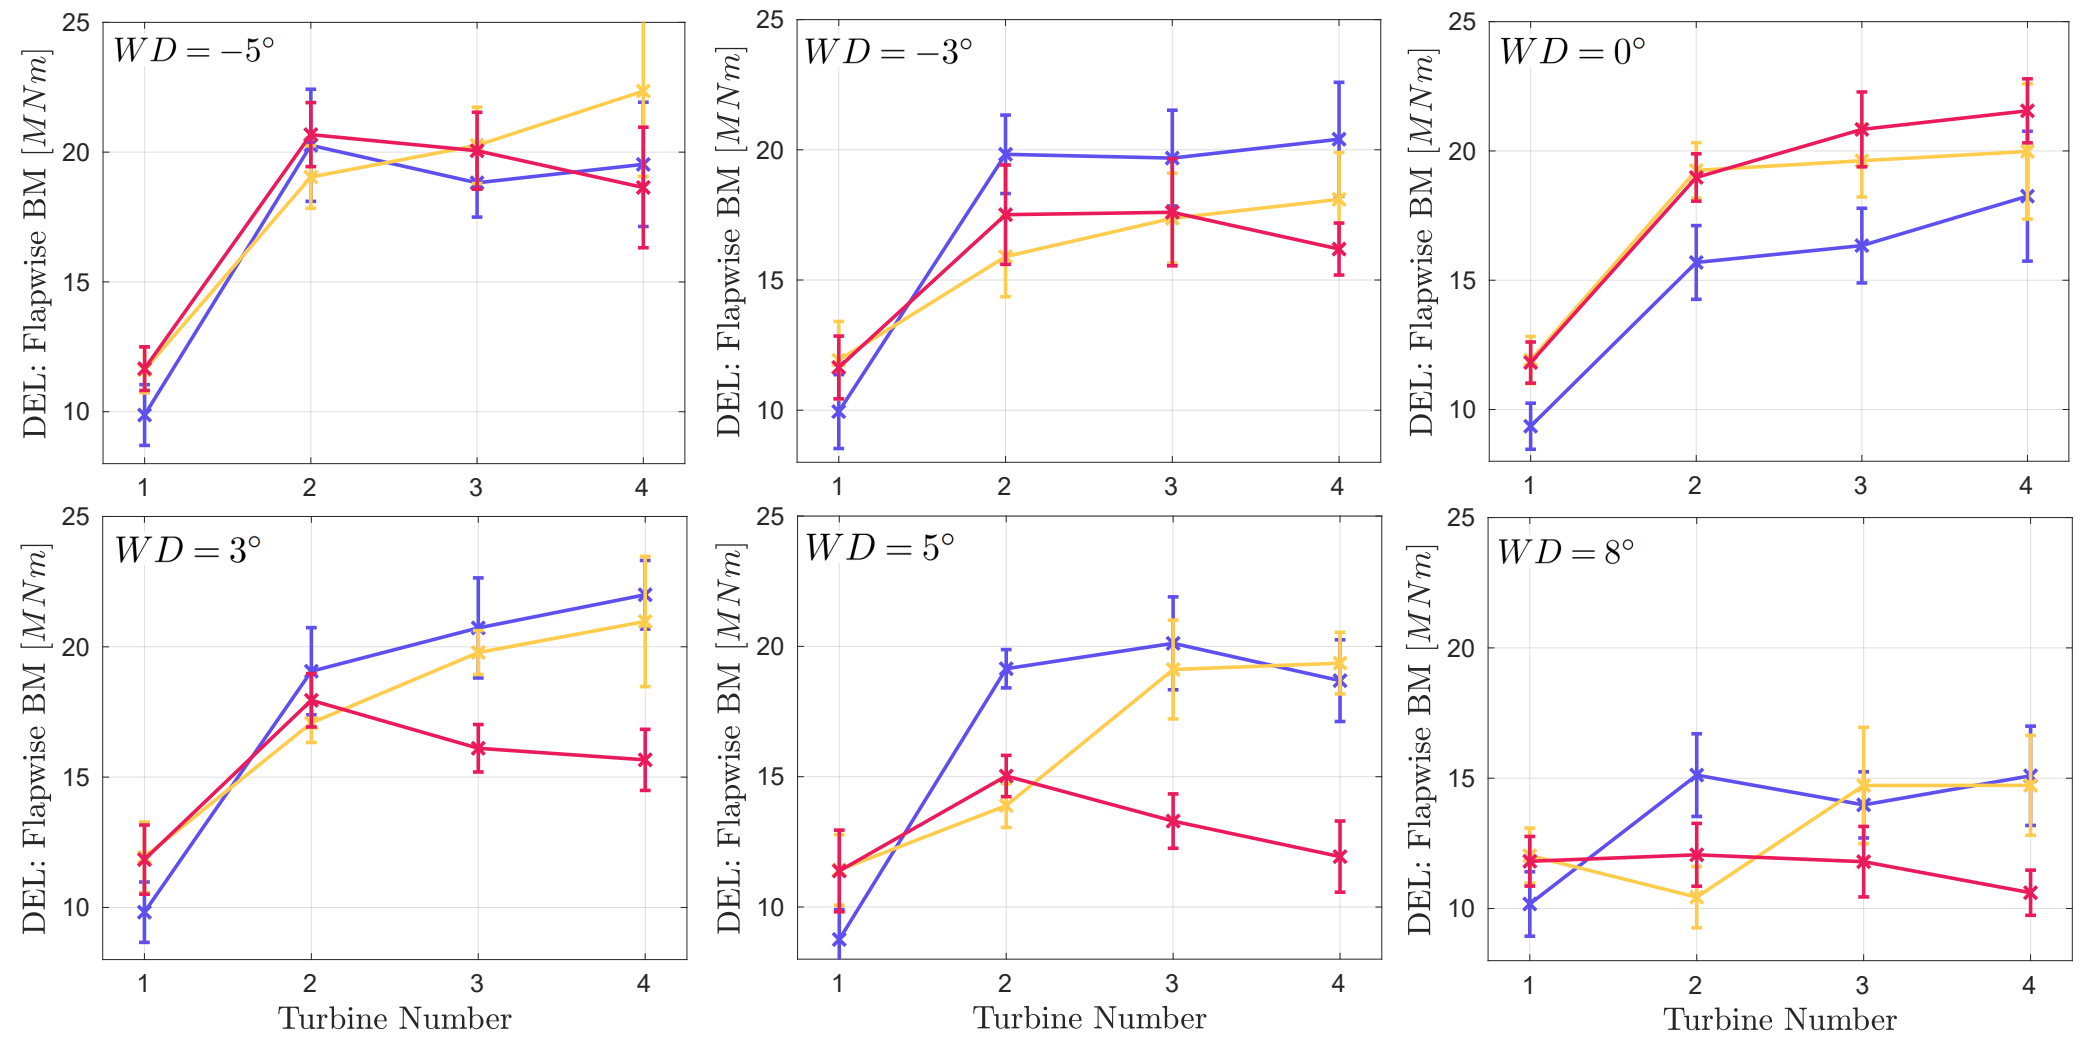 WD = −5°
DEL: Flapwise BM [MNm]
25
20
15
10
1 2 3 4
WD = −3°
DEL: Flapwise BM [MNm]
25
20
15
10
1 2 3 4
WD = 0°
DEL: Flapwise BM [MNm]
25
20
15
10
1 2 3 4
WD = 3°
DEL: Flapwise BM [MNm]
25
20
15
10
1 2 3 4
Turbine Number
WD = 5°
DEL: Flapwise BM [MNm]
25
20
15
10
1 2 3 4
Turbine Number
WD = 8°
DEL: Flapwise BM [MNm]
25
20
15
10
1 2 3 4
Turbine Number